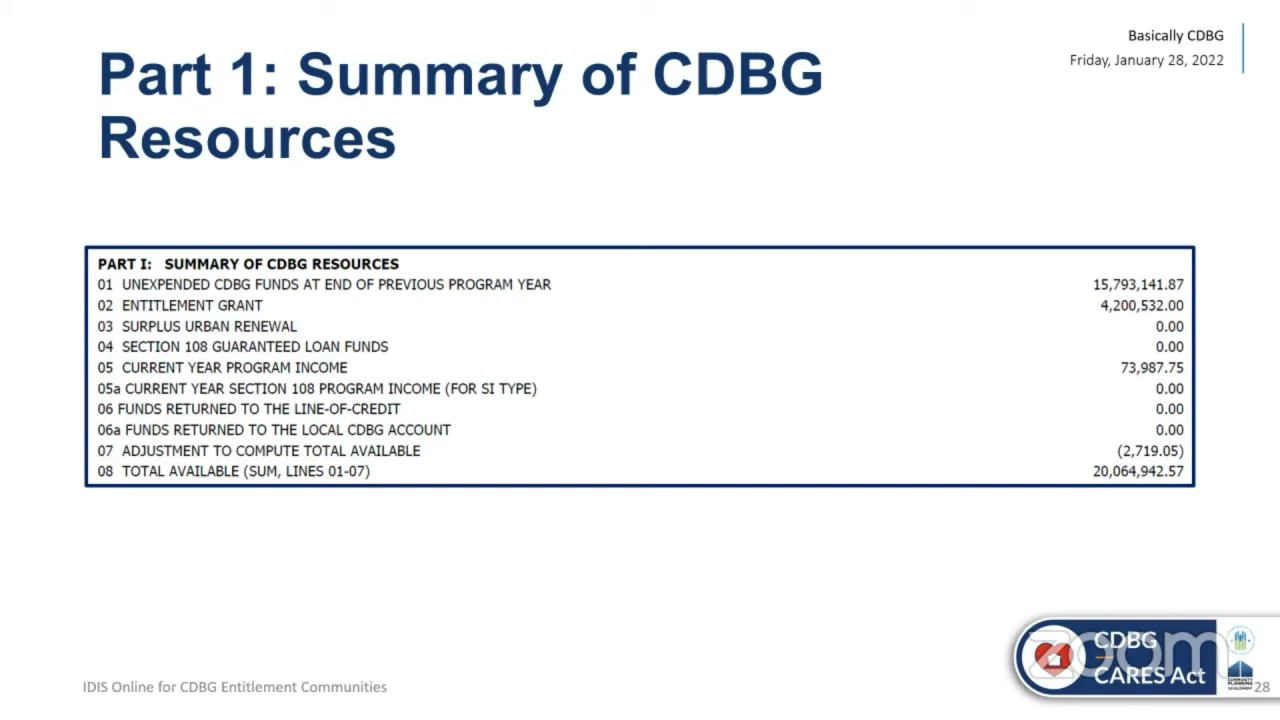 Basically CDBG
Friday, January 28, 2022
Part 1: Summary of CDBG
Resources
PART I: SUMMARY OF CDBG RESOURCES
01 UNEXPENDED CDBG FUNDS AT END OF PREVIOUS PROGRAM YEAR 15,793,141.87
02 ENTITLEMENT GRANT 4,200,532.00
03 SURPLUS URBAN RENEWAL 0.00
04 SECTION 108 GUARANTEED LOAN FUNDS 0.00
05 CURRENT YEAR PROGRAM INCOME 73,987.75
05a CURRENT YEAR SECTION 108 PROGRAM INCOME (FOR SI TYPE) 0.00
06 FUNDS RETURNED TO THE LINE-OF-CREDIT 0.00
06a FUNDS RETURNED TO THE LOCAL CDBG ACCOUNT 0.00
07 ADJUSTMENT TO COMPUTE TOTAL AVAILABLE (2,719.05)
08 TOTAL AVAILABLE (SUM, LINES 01-07) 20,064,942.57
CDBG
zoom
CARES Act
COMMUNITY PLANNING DEVELOPMENT
IDIS Online for CDBG Entitlement Communities
28